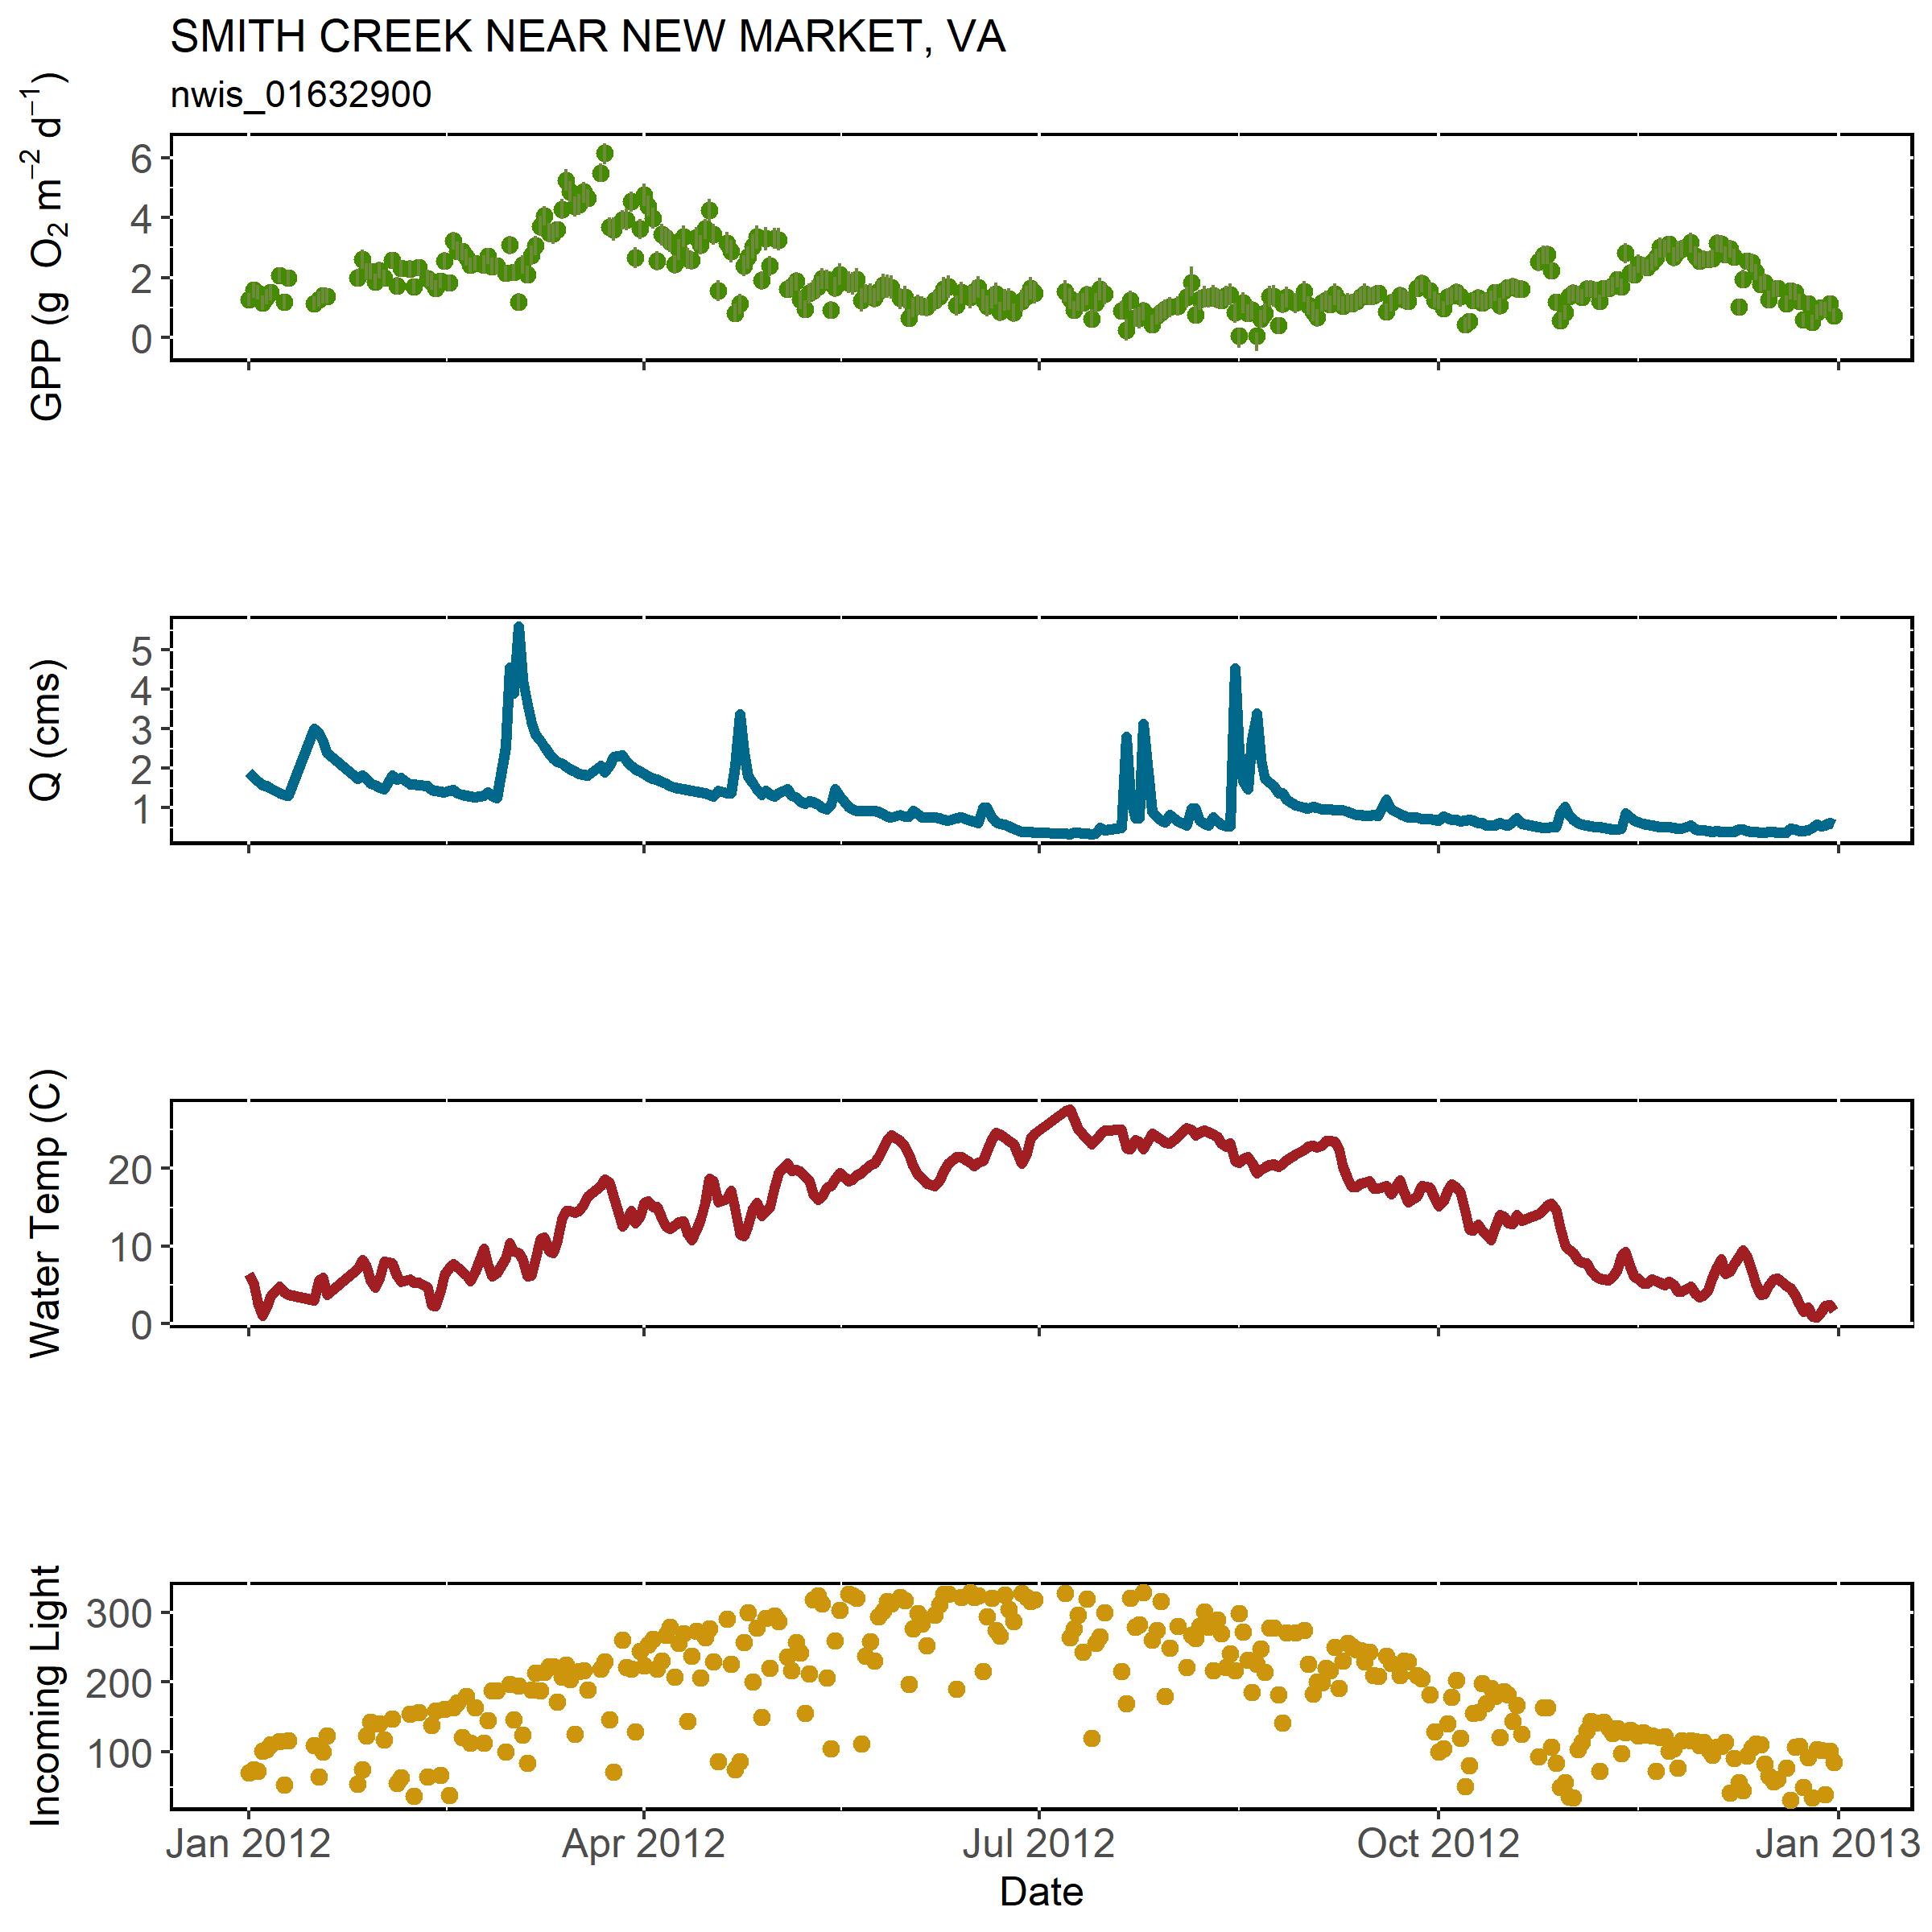 SMITH CREEK NEAR NEW MARKET, VA
nwis_01632900
GPP (g O₂ m⁻² d⁻¹)
6
4
2
0
Q (cms)
5
4
3
2
1
Water Temp (C)
20
10
0
Incoming Light
300
200
100
Jan 2012 Apr 2012 Jul 2012 Oct 2012 Jan 2013
Date